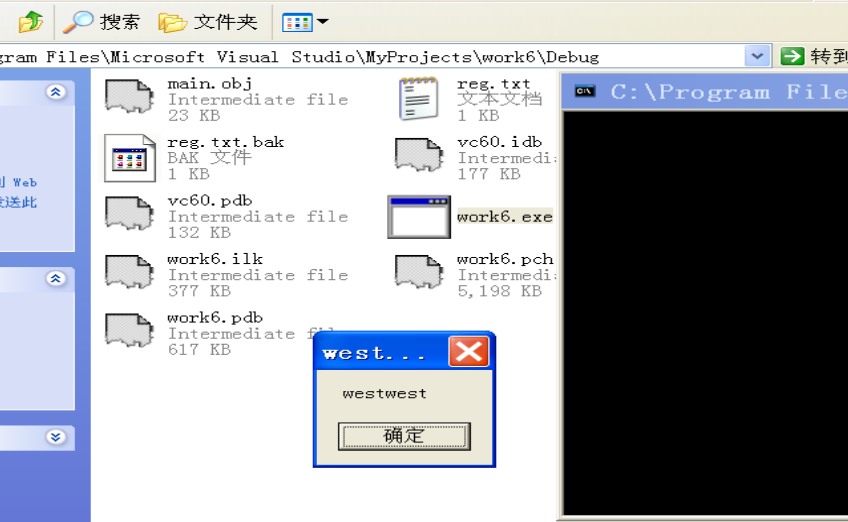 搜索 文件夹
gram Files\Microsoft Visual Studio\MyProjects\work6\Debug
转到
Web
送此
main.obj
Intermediate file
23 KB
reg.txt
文本文档
1 KB
reg.txt.bak
BAK 文件
1 KB
vc60.idb
Intermedi
177 KB
vc60.pdb
Intermediate file
132 KB
work6.exe
work6.ilk
Intermediate file
377 KB
work6.pch
Intermedi
5,198 KB
work6.pdb
Intermediate file
617 KB
C:\Program File
west...
westwest
确定